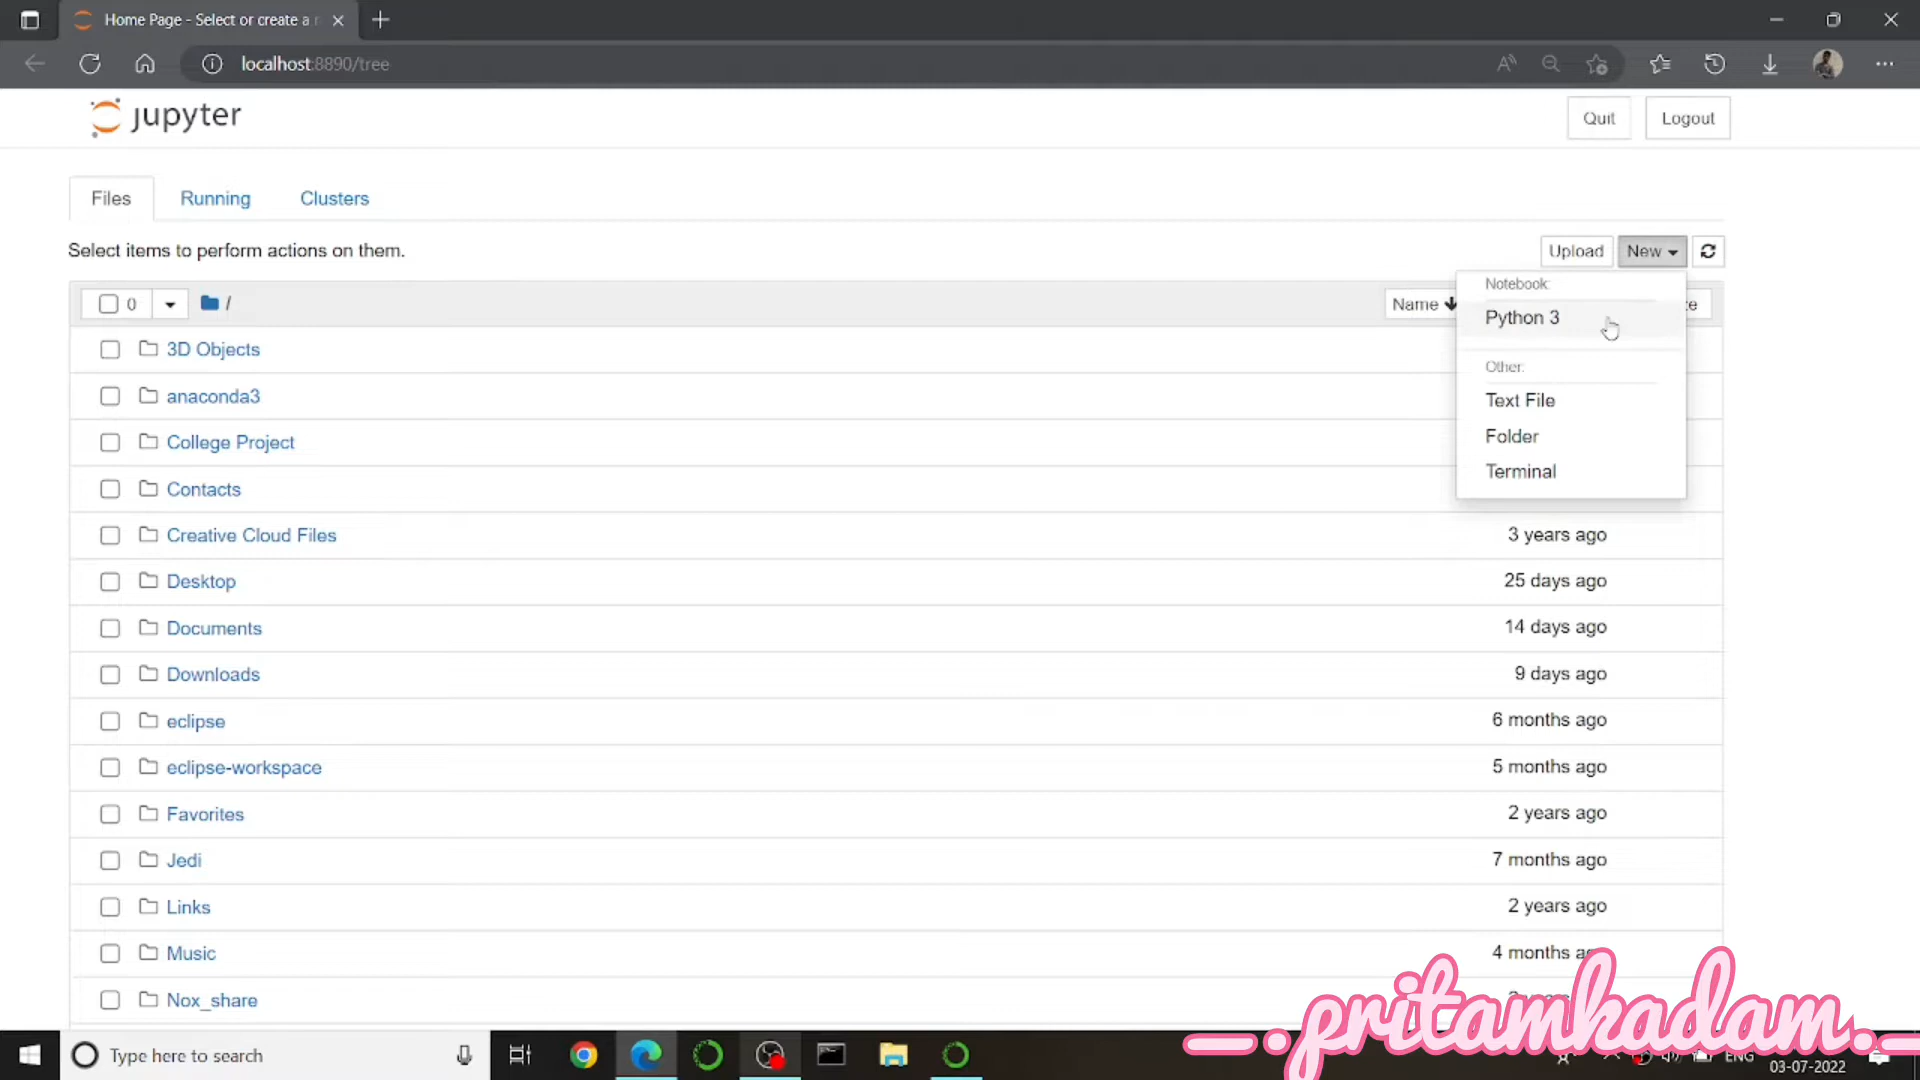 Home Page - Select or create a
localhost:8890/tree
jupyter
Quit
Logout
Files
Running
Clusters
Select items to perform actions on them.
Upload
New
0
/
Name
Notebook:
Python 3
Other:
Text File
Folder
Terminal
3D Objects
anaconda3
College Project
Contacts
Creative Cloud Files
3 years ago
Desktop
25 days ago
Documents
14 days ago
Downloads
9 days ago
eclipse
6 months ago
eclipse-workspace
5 months ago
Favorites
2 years ago
Jedi
7 months ago
Links
2 years ago
Music
4 months
Nox_share
_.pritamkadam._
Type here to search
ENG
03-07-2022